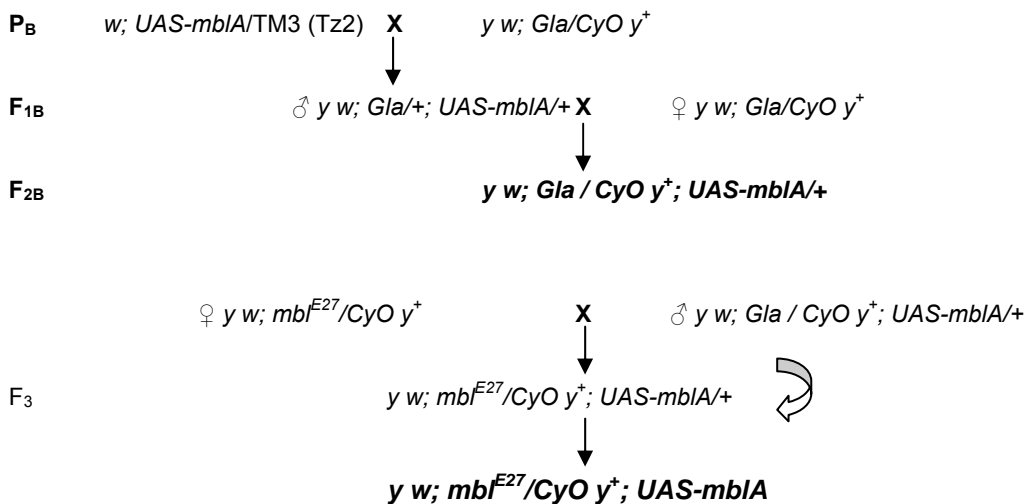 P_B w; UAS-mblA/TM3 (Tz2) X y w; Gla/CyO y⁺
F_1B ♂ y w; Gla/+; UAS-mblA/+ X ♀ y w; Gla/CyO y⁺
F_2B y w; Gla / CyO y⁺; UAS-mblA/+
♀ y w; mbl^E27/CyO y⁺ X ♂ y w; Gla / CyO y⁺; UAS-mblA/+
F₃ y w; mbl^E27/CyO y⁺; UAS-mblA/+
y w; mbl^E27/CyO y⁺; UAS-mblA